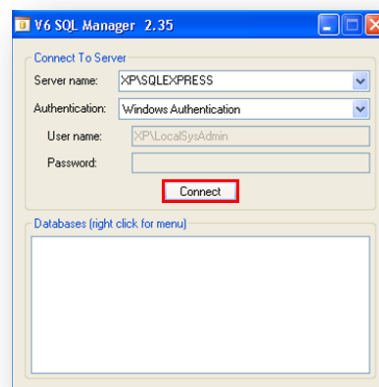 V6 SQL Manager 2.35
Connect To Server
Server name: XP\SQLEXPRESS
Authentication: Windows Authentication
User name: XP\LocalSysAdmin
Password:
Connect
Databases (right click for menu)